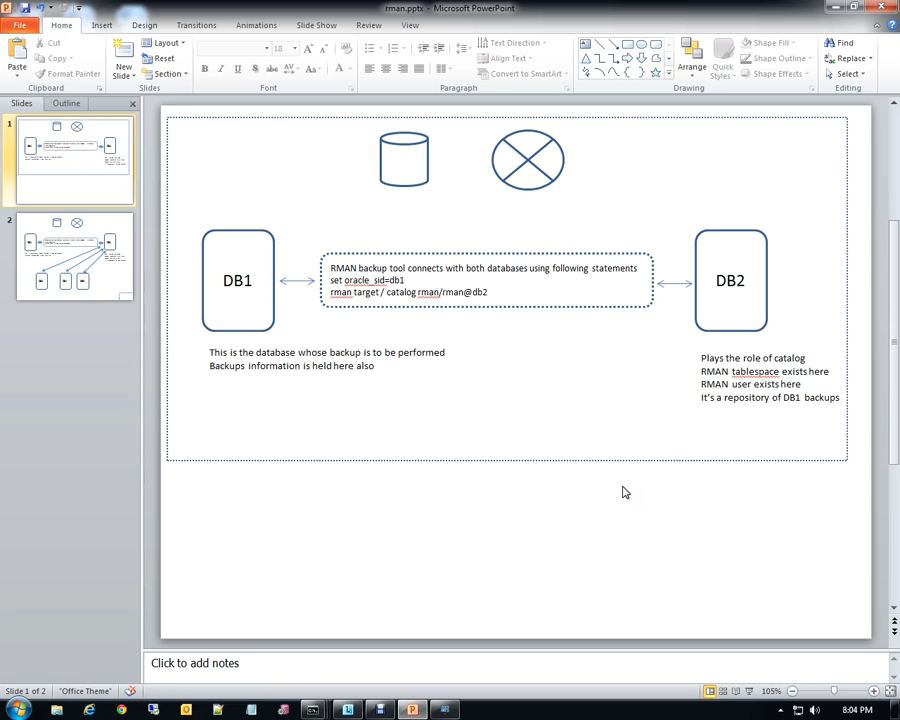 rman.pptx - Microsoft PowerPoint
File Home Insert Design Transitions Animations Slide Show Review View
Paste
Cut
Copy
Format Painter
Clipboard
New
Slide
Layout
Reset
Section
Slides
18
B I U S abc AV Aa A
Font
Text Direction
Align Text
Convert to SmartArt
Paragraph
Arrange
Quick
Styles
Shape Fill
Shape Outline
Shape Effects
Drawing
Find
Replace
Select
Editing
Slides Outline
1
2
DB1
RMAN backup tool connects with both databases using following statements
set oracle_sid=db1
rman target / catalog rman/rman@db2
DB2
This is the database whose backup is to be performed
Backups information is held here also
Plays the role of catalog
RMAN tablespace exists here
RMAN user exists here
It's a repository of DB1 backups
Click to add notes
Slide 1 of 2 "Office Theme" 105%
8:04 PM